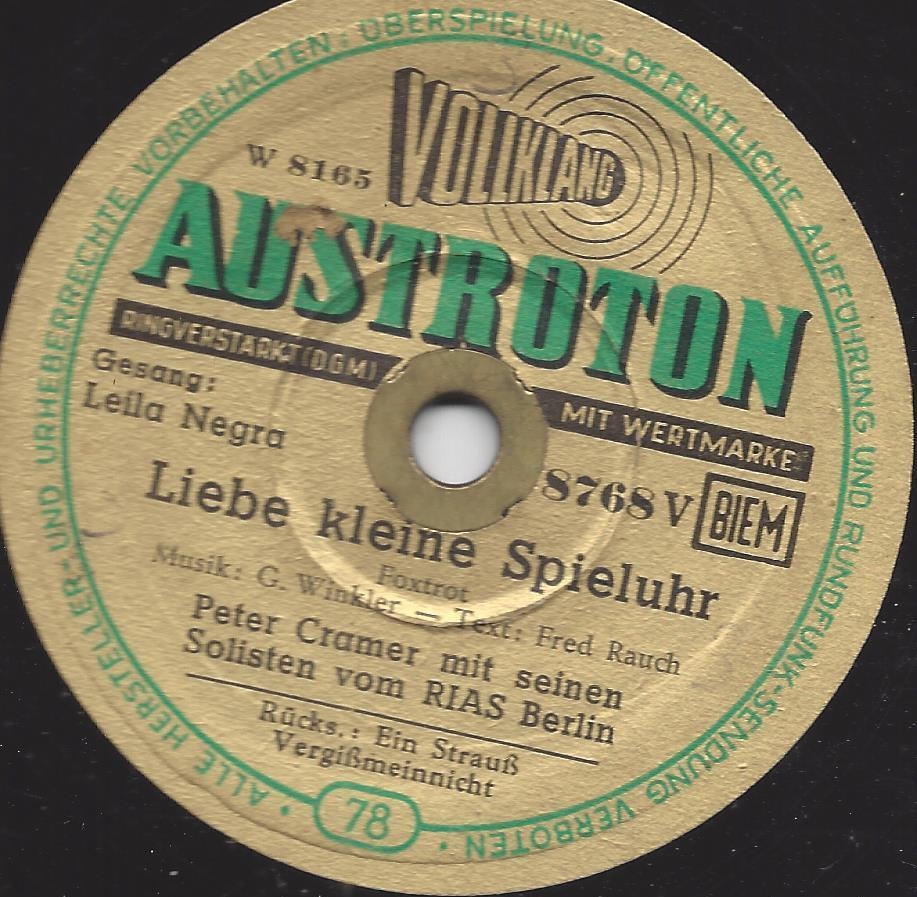 ALLE HERSTELLER- UND URHEBERRECHTE VORBEHALTEN: ÜBERSPIELUNG, ÖFFENTLICHE AUFFÜHRUNG UND RUNDFUNK-SENDUNG VERBOTEN
VOLLKLANG
W 8165
AUSTROTON
RINGVERSTÄRKT (D.G.M) MIT WERTMARKE
Gesang:
Leila Negra
8768 V BIEM
Liebe kleine Spieluhr
Foxtrot
Musik: G. Winkler — Text: Fred Rauch
Peter Cramer mit seinen
Solisten vom RIAS Berlin
Rücks.: Ein Strauß
Vergißmeinnicht
78